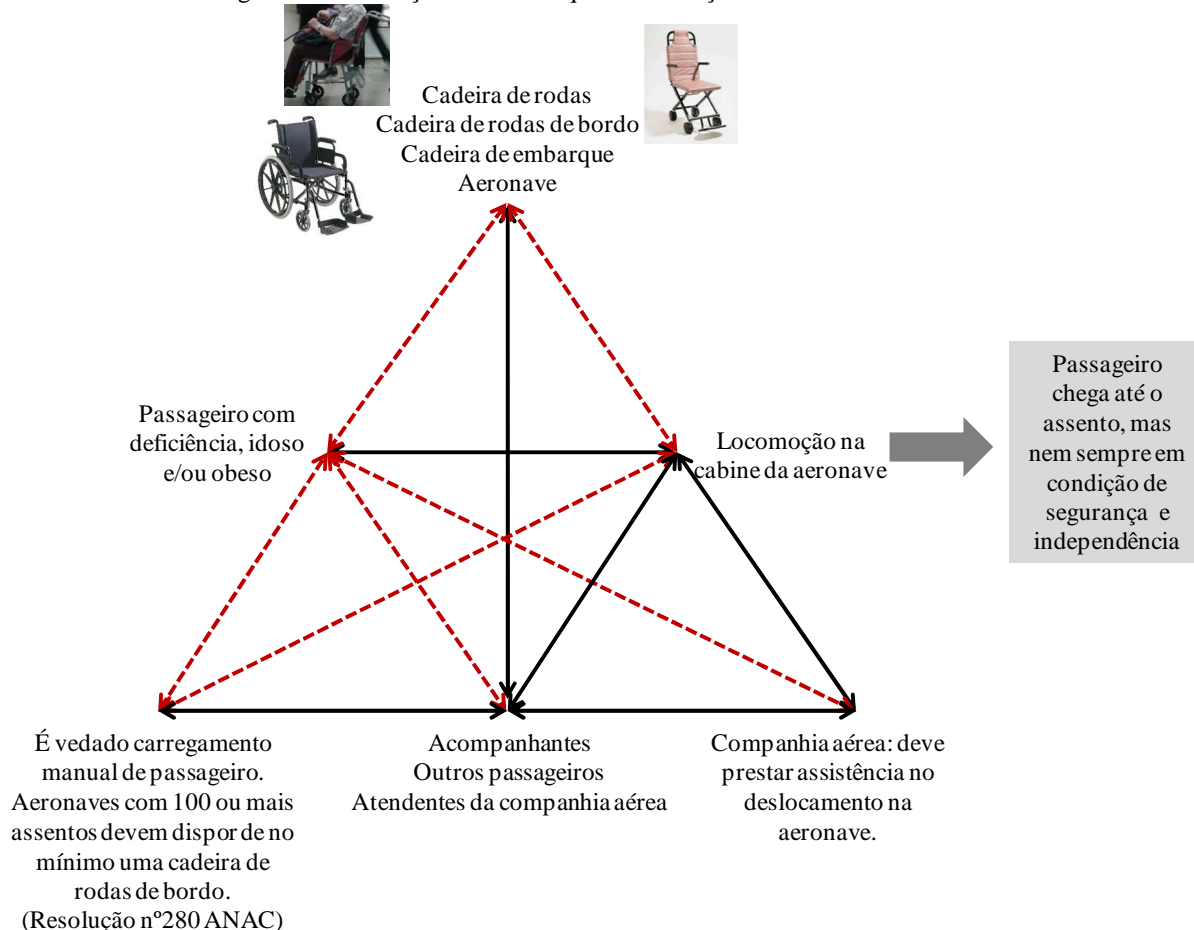 Cadeira de rodas
Cadeira de rodas de bordo
Cadeira de embarque
Aeronave
Passageiro com
deficiência, idoso
e/ou obeso
Locomoção na
cabine da aeronave
Passageiro
chega até o
assento, mas
nem sempre em
condição de
segurança e
independência
É vedado carregamento
manual de passageiro.
Aeronaves com 100 ou mais
assentos devem dispor de no
mínimo uma cadeira de
rodas de bordo.
(Resolução nº280 ANAC)
Acompanhantes
Outros passageiros
Atendentes da companhia aérea
Companhia aérea: deve
prestar assistência no
deslocamento na
aeronave.